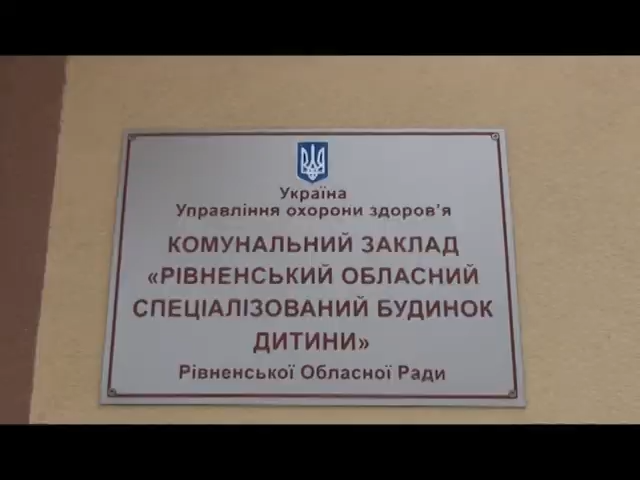 Україна
Управління охорони здоров'я
КОМУНАЛЬНИЙ ЗАКЛАД
«РІВНЕНСЬКИЙ ОБЛАСНИЙ
СПЕЦІАЛІЗОВАНИЙ БУДИНОК
ДИТИНИ»
Рівненської Обласної Ради